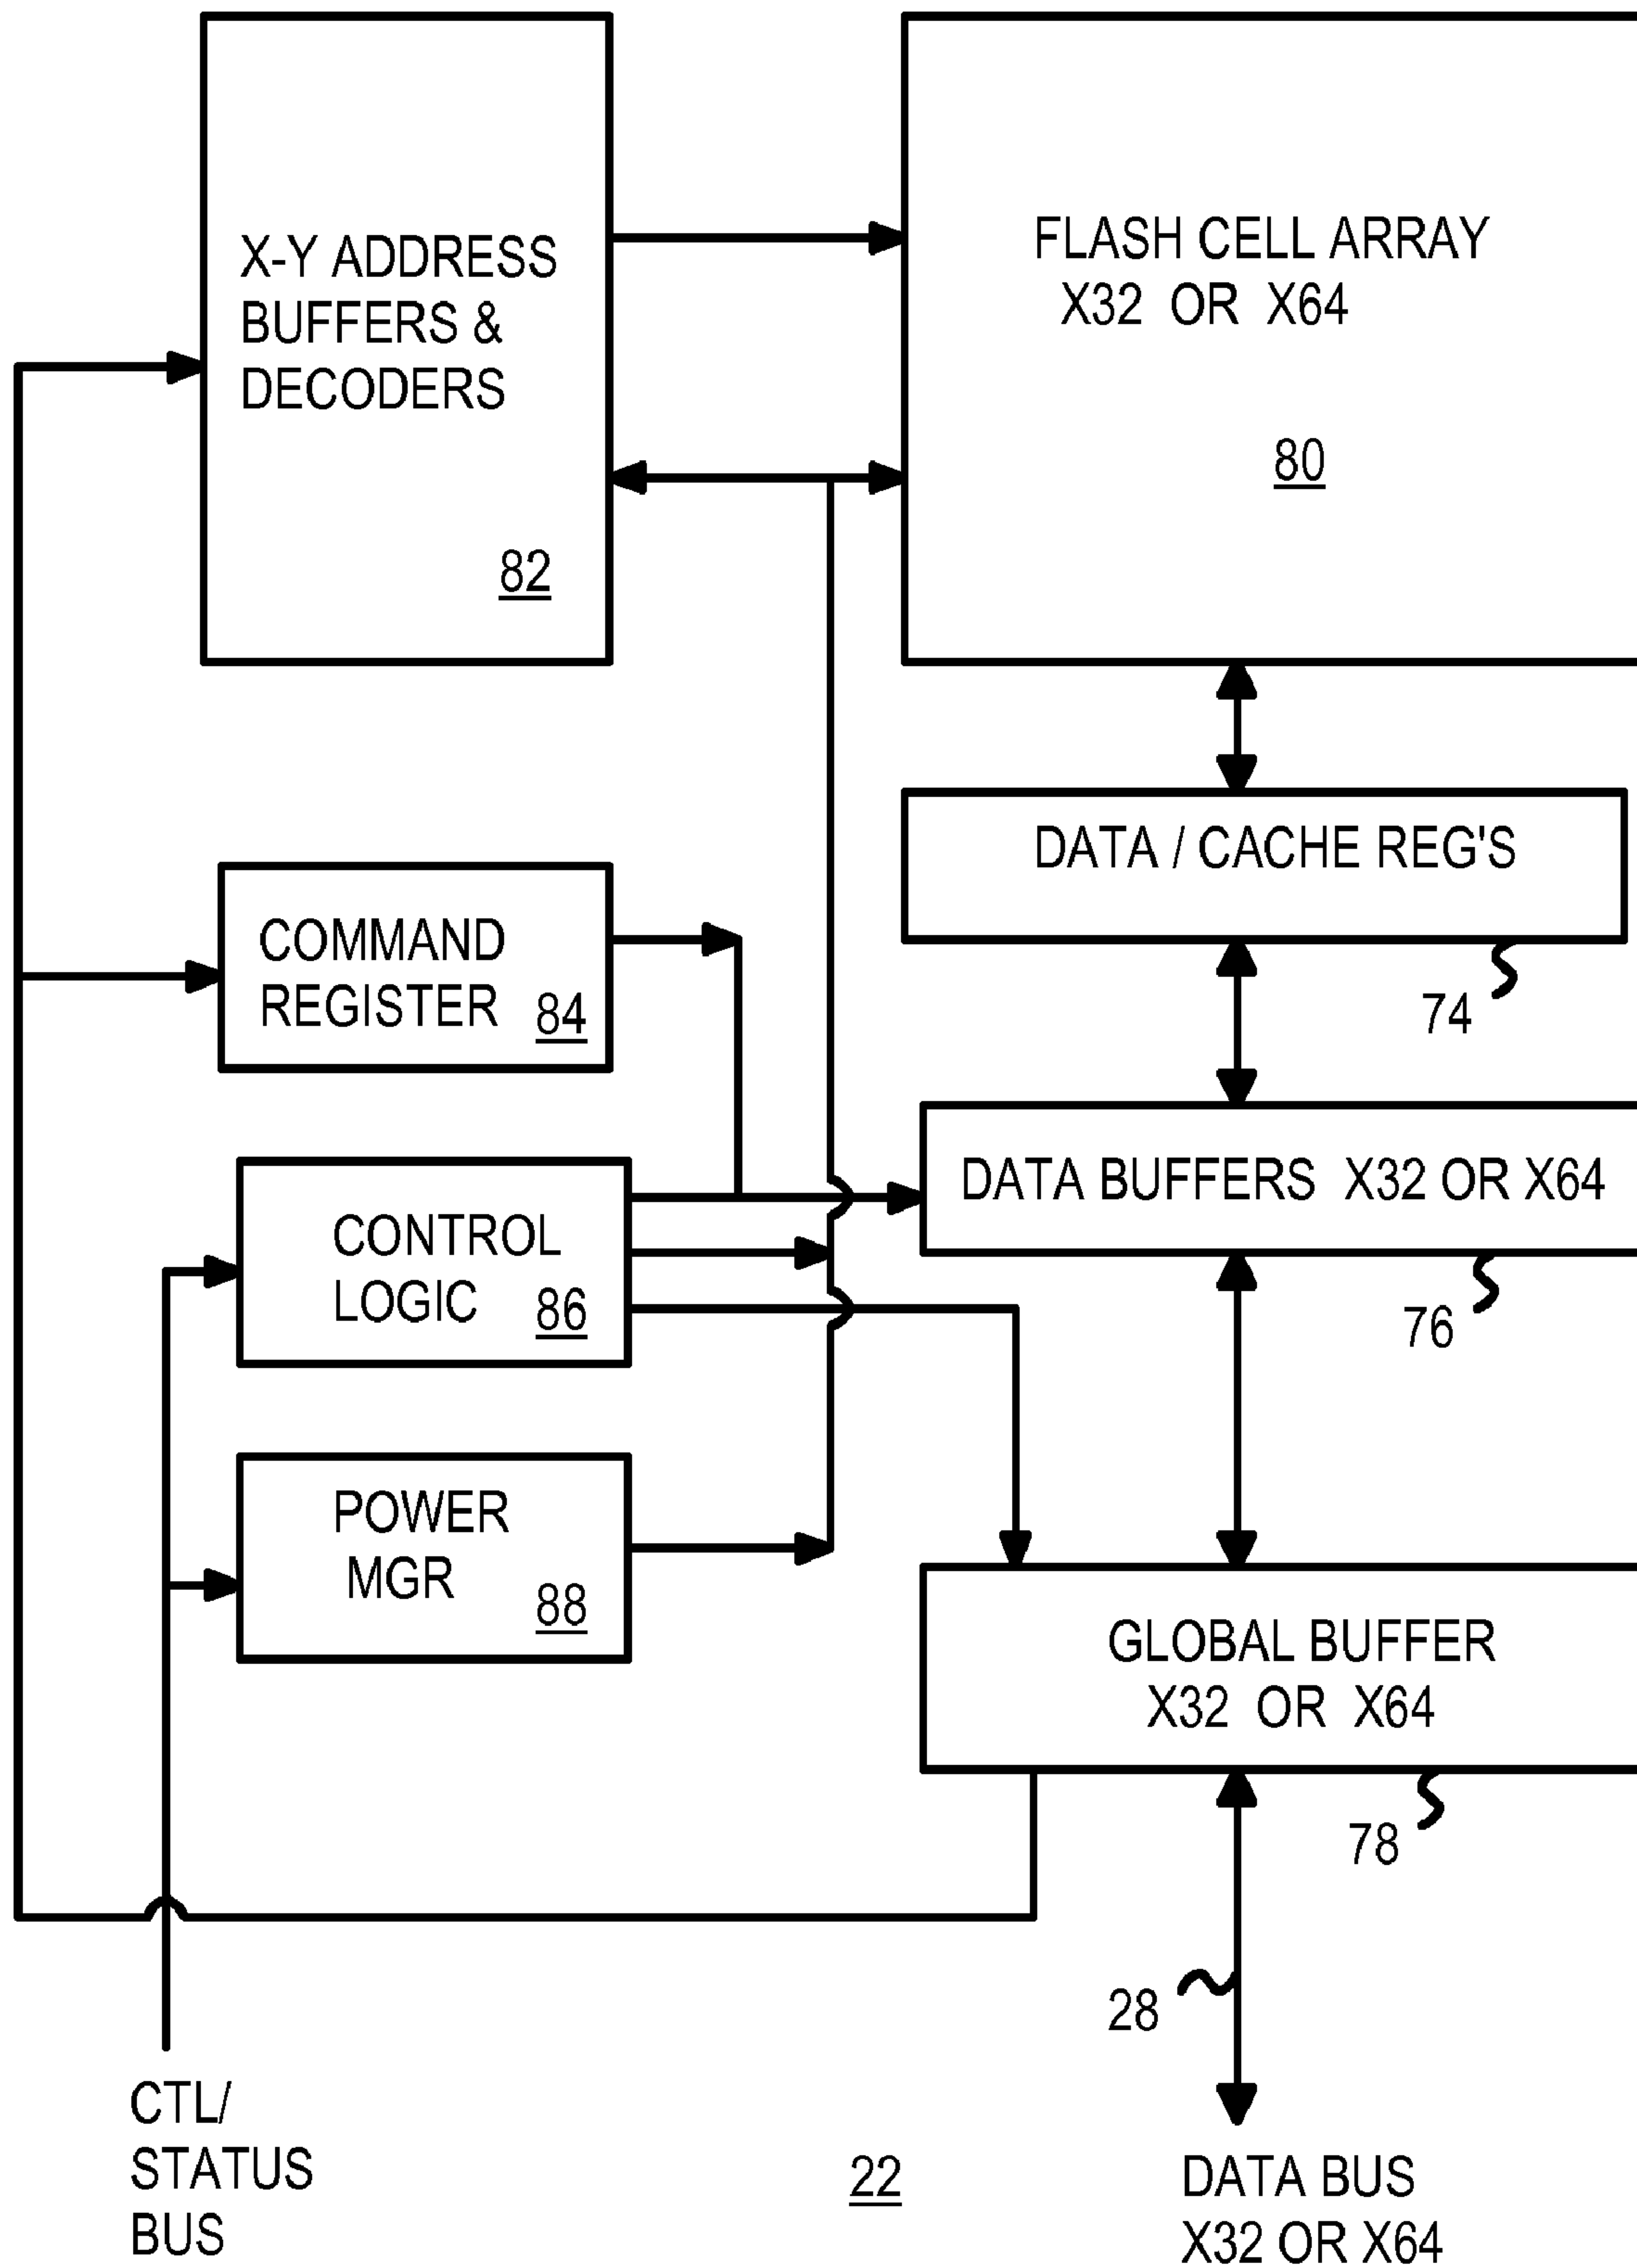 X-Y ADDRESS
BUFFERS &
DECODERS
82
FLASH CELL ARRAY
X32 OR X64
80
DATA / CACHE REG'S
74
COMMAND
REGISTER 84
DATA BUFFERS X32 OR X64
76
CONTROL
LOGIC 86
POWER
MGR 88
GLOBAL BUFFER
X32 OR X64
78
28
CTL/
STATUS
BUS
22
DATA BUS
X32 OR X64